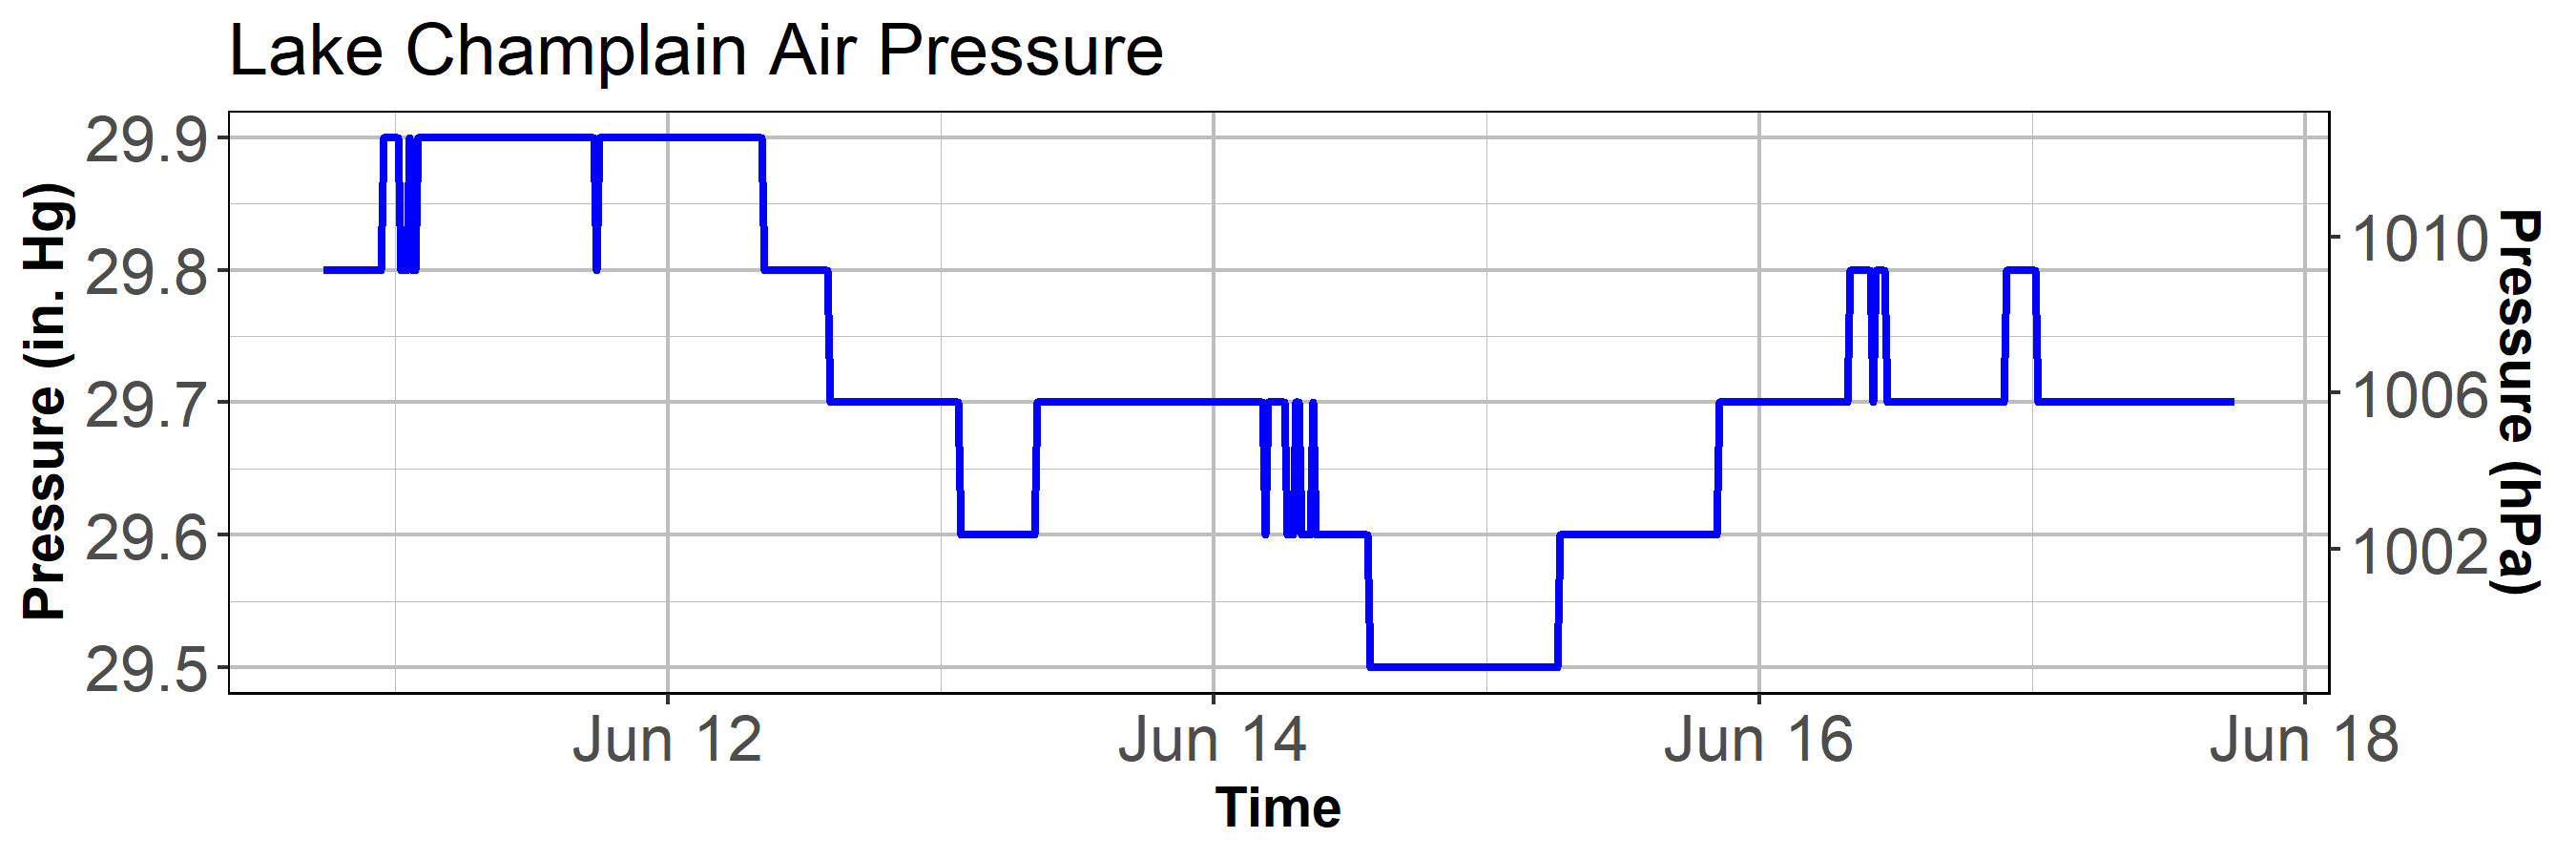 Lake Champlain Air Pressure
Pressure (in. Hg)
29.9
29.8
29.7
29.6
29.5
1010
1006
1002
Pressure (hPa)
Jun 12
Jun 14
Jun 16
Jun 18
Time